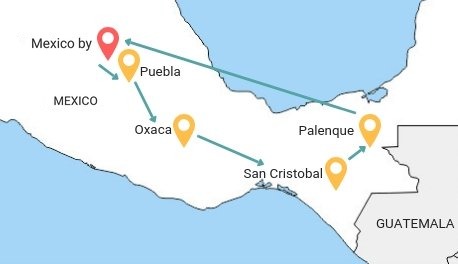 Mexico by
Puebla
MEXICO
Oxaca
Palenque
San Cristobal
GUATEMALA